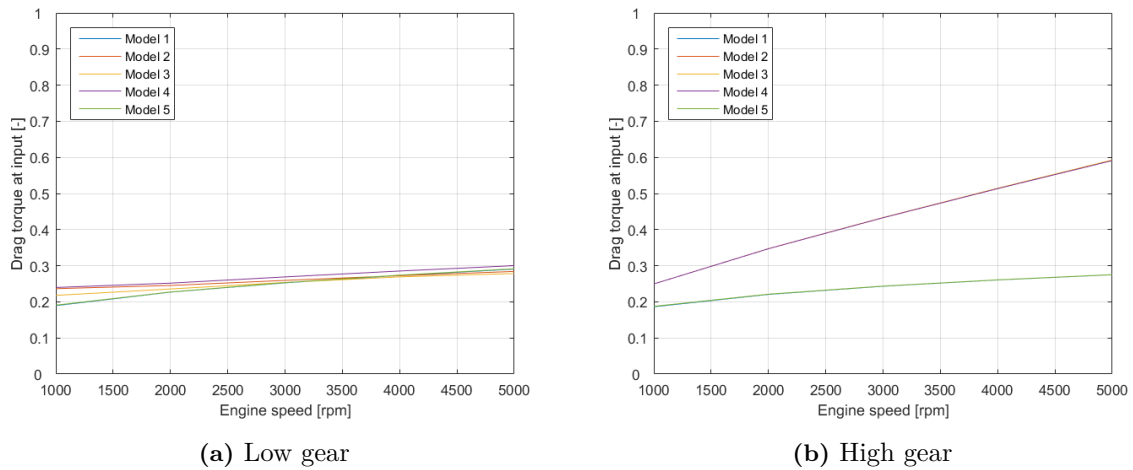 1
0.9
0.8
0.7
0.6
0.5
0.4
0.3
0.2
0.1
0
Drag torque at input [-]
Model 1
Model 2
Model 3
Model 4
Model 5
1000 1500 2000 2500 3000 3500 4000 4500 5000
Engine speed [rpm]
(a) Low gear
1
0.9
0.8
0.7
0.6
0.5
0.4
0.3
0.2
0.1
0
Drag torque at input [-]
Model 1
Model 2
Model 3
Model 4
Model 5
1000 1500 2000 2500 3000 3500 4000 4500 5000
Engine speed [rpm]
(b) High gear